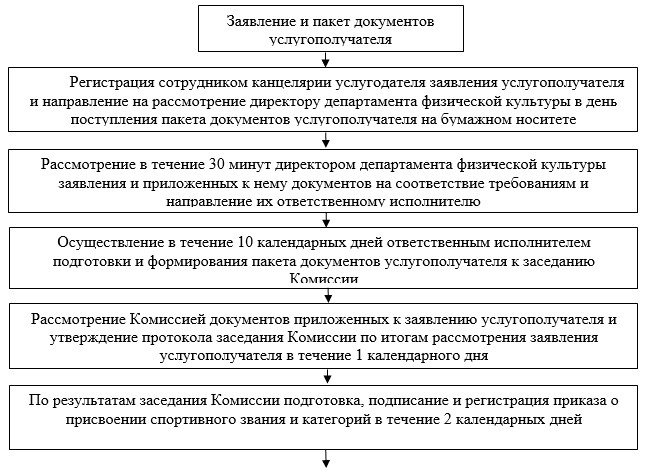 Заявление и пакет документов
услугополучателя
Регистрация сотрудником канцелярии услугодателя заявления услугополучателя
и направление на рассмотрение директору департамента физической культуры в день
поступления пакета документов услугополучателя на бумажном носитете
Рассмотрение в течение 30 минут директором департамента физической культуры
заявления и приложенных к нему документов на соответствие требованиям и
направление их ответственному исполнителю
Осуществление в течение 10 календарных дней ответственным исполнителем
подготовки и формирования пакета документов услугополучателя к заседанию
Комиссии
Рассмотрение Комиссией документов приложенных к заявлению услугополучателя и
утверждение протокола заседания Комиссии по итогам рассмотрения заявления
услугополучателя в течение 1 календарного дня
По результатам заседания Комиссии подготовка, подписание и регистрация приказа о
присвоении спортивного звания и категорий в течение 2 календарных дней